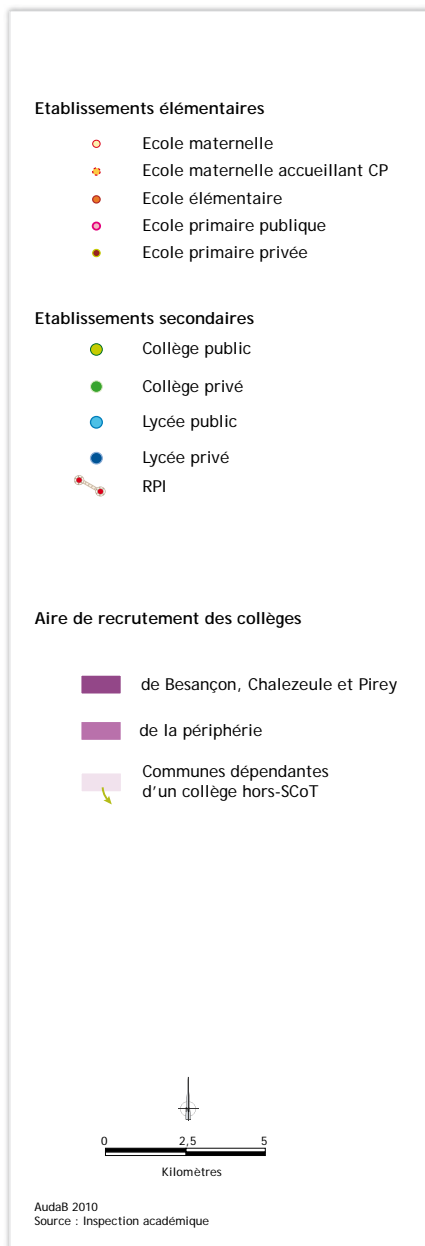 Etablissements élémentaires
Ecole maternelle
Ecole maternelle accueillant CP
Ecole élémentaire
Ecole primaire publique
Ecole primaire privée
Etablissements secondaires
Collège public
Collège privé
Lycée public
Lycée privé
RPI
Aire de recrutement des collèges
de Besançon, Chalezeule et Pirey
de la périphérie
Communes dépendantes
d'un collège hors-SCoT
0 2,5 5
Kilomètres
AudaB 2010
Source : Inspection académique